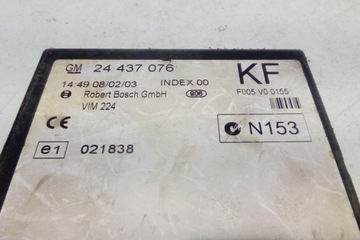 GM 24 437 076 KF
14:49 08/02/03 INDEX 00 F005 V0 0155
Robert Bosch GmbH 906
VIM 224
CE N153
e1 021838